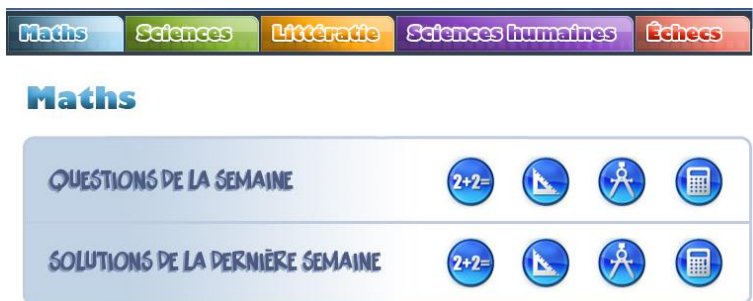 Maths Sciences Littératie Sciences humaines Échecs
Maths
QUESTIONS DE LA SEMAINE 2+2=
SOLUTIONS DE LA DERNIÈRE SEMAINE 2+2=